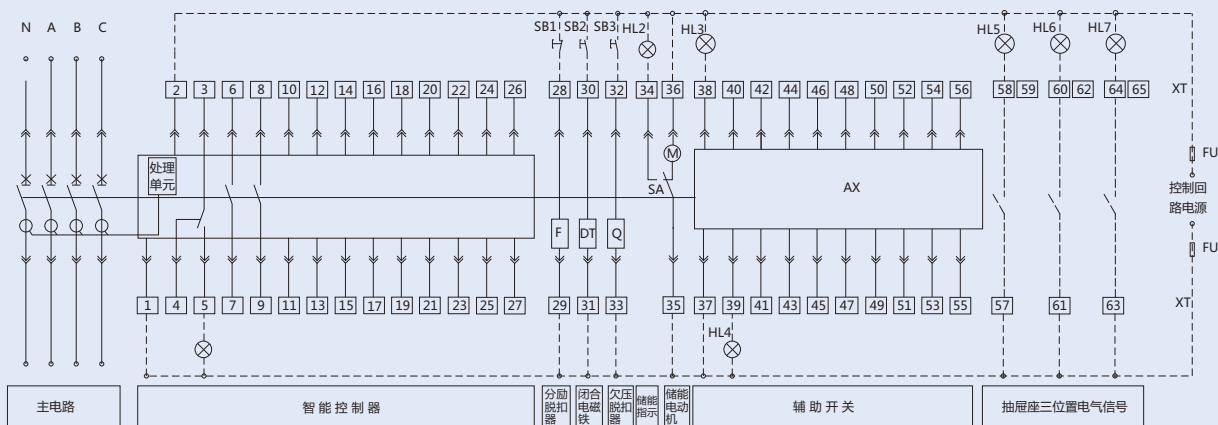 N A B C
SB1 SB2 SB3 HL2 HL3 HL5 HL6 HL7
2 3 6 8 10 12 14 16 18 20 22 24 26 28 30 32 34 36 38 40 42 44 46 48 50 52 54 56 58 59 60 62 64 65 XT
处理
单元
M
FU
SA
AX
控制回
路电源
F DT Q
FU
1 4 5 7 9 11 13 15 17 19 21 23 25 27 29 31 33 35 37 39 41 43 45 47 49 51 53 55 57 61 63 XT
HL4
主电路
智能控制器
分励
脱扣
器
闭合
电磁
铁
欠压
脱扣
器
储能
指示
储能
电动
机
辅助开关
抽屉座三位置电气信号